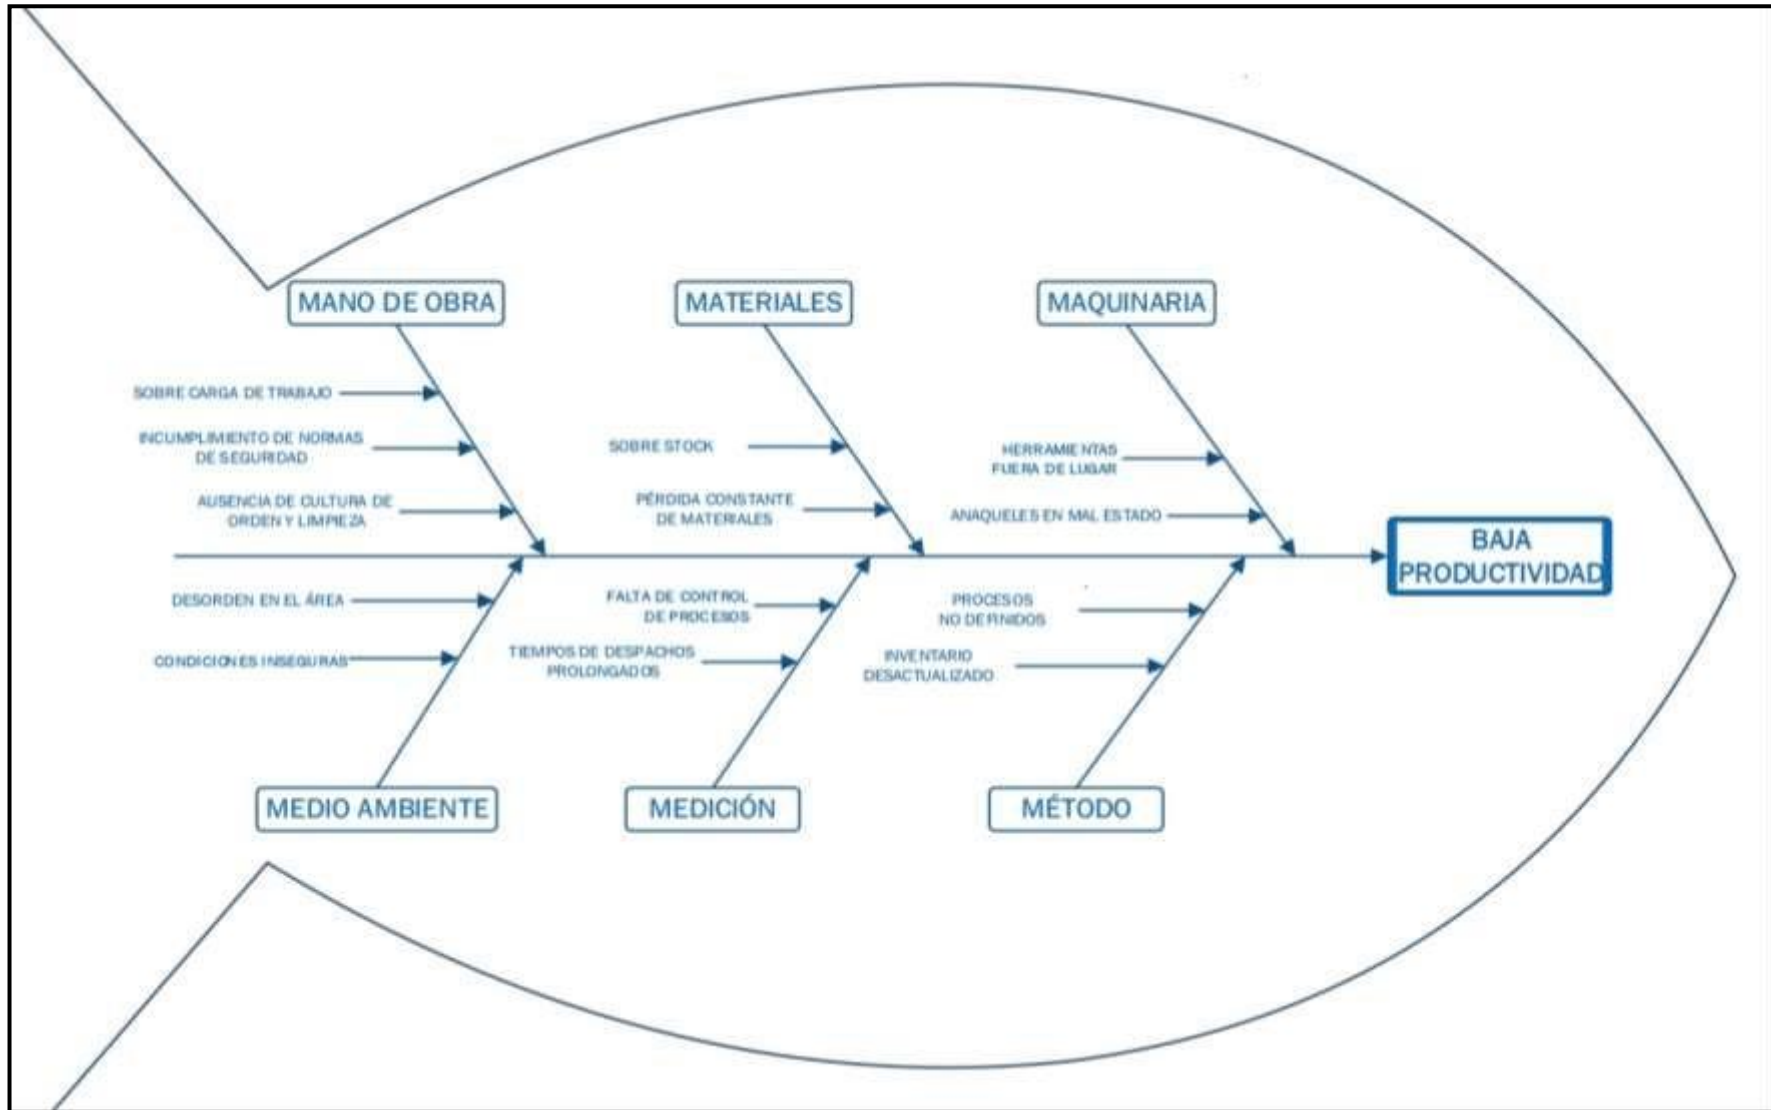 MANO DE OBRA
MATERIALES
MAQUINARIA
SOBRE CARGA DE TRABAJO
INCUMPLIMIENTO DE NORMAS
DE SEGURIDAD
AUSENCIA DE CULTURA DE
ORDEN Y LIMPIEZA
SOBRE STOCK
PÉRDIDA CONSTANTE
DE MATERIALES
HERRAMIENTAS
FUERA DE LUGAR
ANAQUELES EN MAL ESTADO
BAJA
PRODUCTIVIDAD
DESORDEN EN EL ÁREA
CONDICIONES INSEGURAS
FALTA DE CONTROL
DE PROCESOS
TIEMPOS DE DESPACHOS
PROLONGADOS
PROCESOS
NO DEFINIDOS
INVENTARIO
DESACTUALIZADO
MEDIO AMBIENTE
MEDICIÓN
MÉTODO